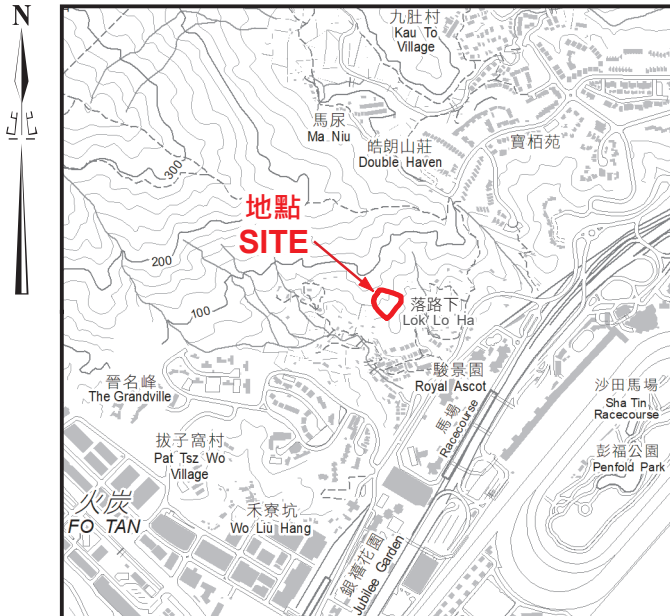 N
九肚村
Kau To
Village
馬尿
Ma Niu
皓朗山莊
Double Haven
寶栢苑
300
地點
SITE
200
100
落路下
Lok Lo Ha
駿景園
Royal Ascot
晉名峰
The Grandville
馬場
Racecourse
沙田馬場
Sha Tin
Racecourse
拔子窩村
Pat Tsz Wo
Village
彭福公園
Penfold Park
火炭
FO TAN
禾寮坑
Wo Liu Hang
銀禧花園
Jubilee Garden